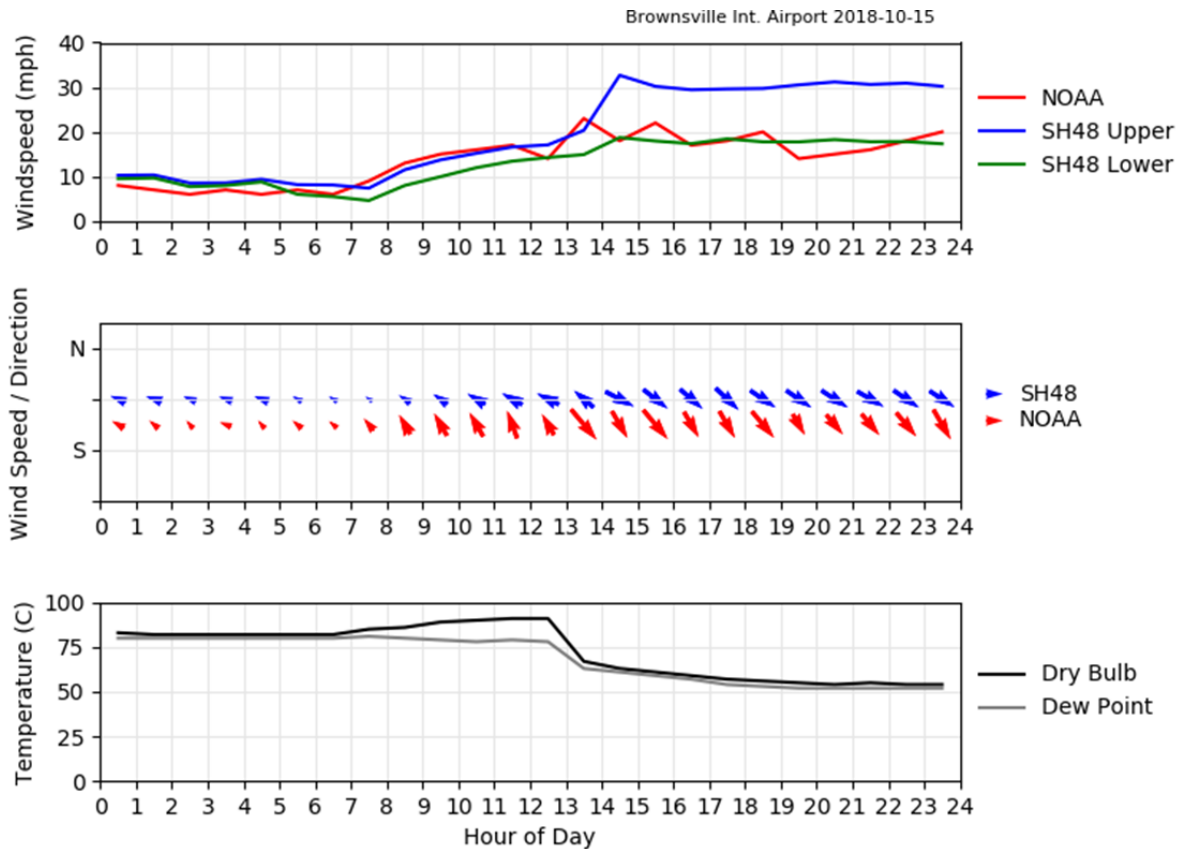 Brownsville Int. Airport 2018-10-15
Windspeed (mph)
40
30
20
10
0
0 1 2 3 4 5 6 7 8 9 10 11 12 13 14 15 16 17 18 19 20 21 22 23 24
NOAA
SH48 Upper
SH48 Lower
Wind Speed / Direction
N
S
0 1 2 3 4 5 6 7 8 9 10 11 12 13 14 15 16 17 18 19 20 21 22 23 24
SH48
NOAA
Temperature (C)
100
75
50
25
0
0 1 2 3 4 5 6 7 8 9 10 11 12 13 14 15 16 17 18 19 20 21 22 23 24
Hour of Day
Dry Bulb
Dew Point